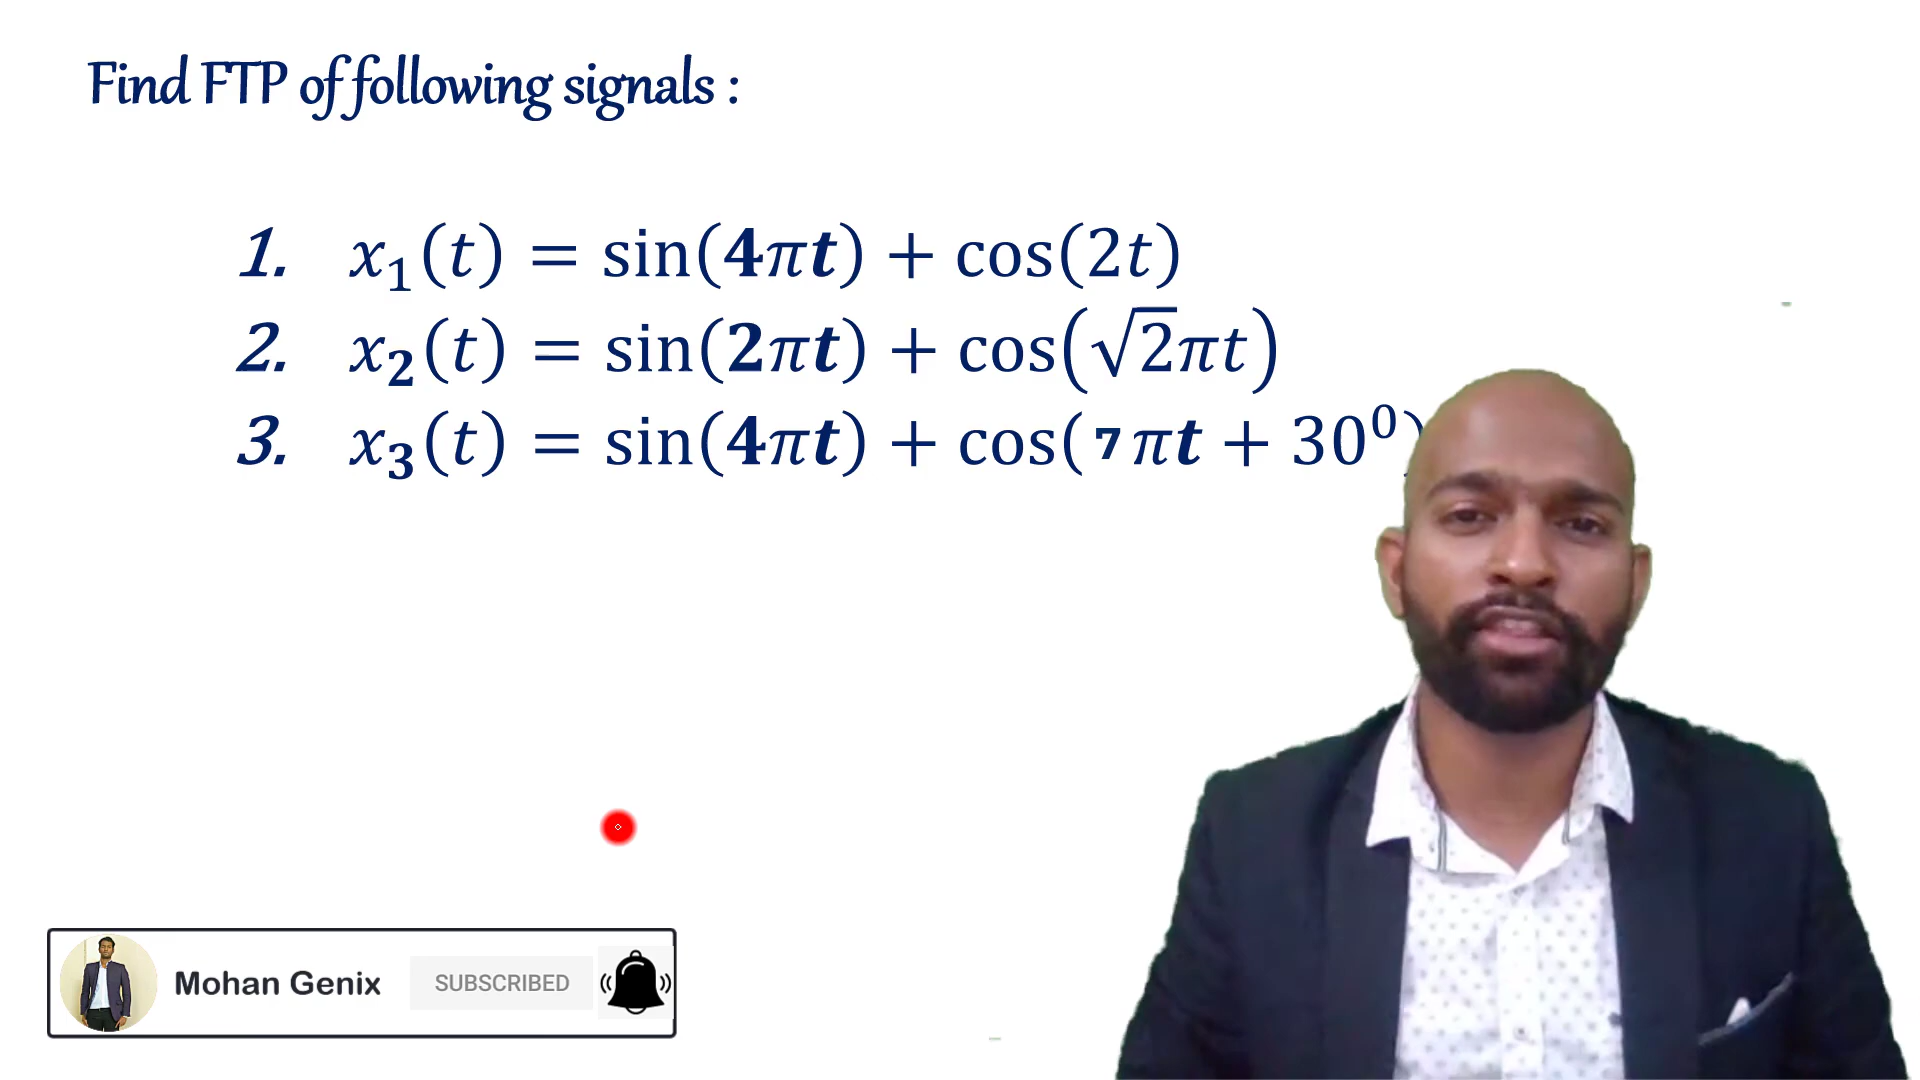 Find FTP of following signals :
1. x₁(t) = sin(4πt) + cos(2t)
2. x₂(t) = sin(2πt) + cos(√2πt)
3. x₃(t) = sin(4πt) + cos(7πt + 30⁰)
Mohan Genix SUBSCRIBED